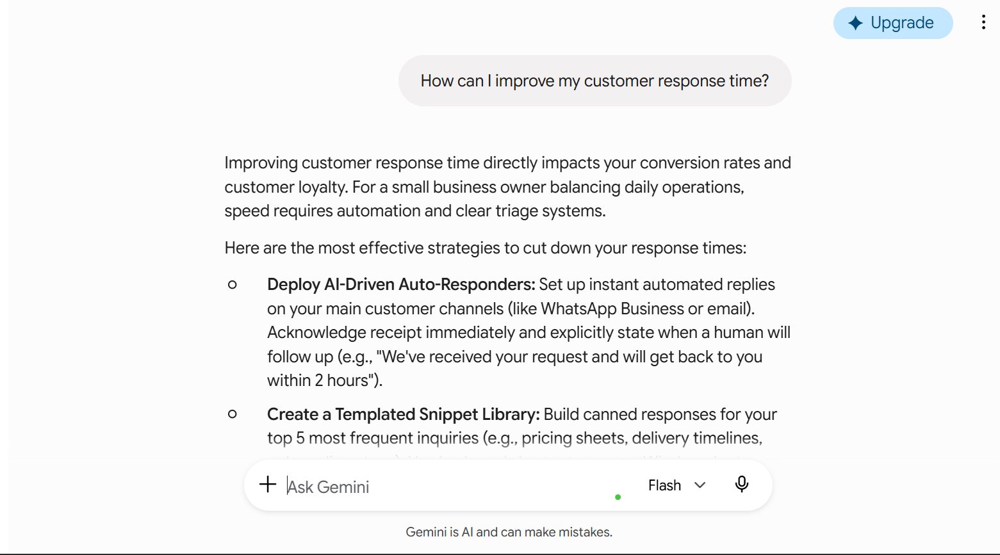 Upgrade
How can I improve my customer response time?
Improving customer response time directly impacts your conversion rates and
customer loyalty. For a small business owner balancing daily operations,
speed requires automation and clear triage systems.
Here are the most effective strategies to cut down your response times:
Deploy AI-Driven Auto-Responders: Set up instant automated replies
on your main customer channels (like WhatsApp Business or email).
Acknowledge receipt immediately and explicitly state when a human will
follow up (e.g., "We've received your request and will get back to you
within 2 hours").
Create a Templated Snippet Library: Build canned responses for your
top 5 most frequent inquiries (e.g., pricing sheets, delivery timelines,
Ask Gemini
Flash
Gemini is AI and can make mistakes.